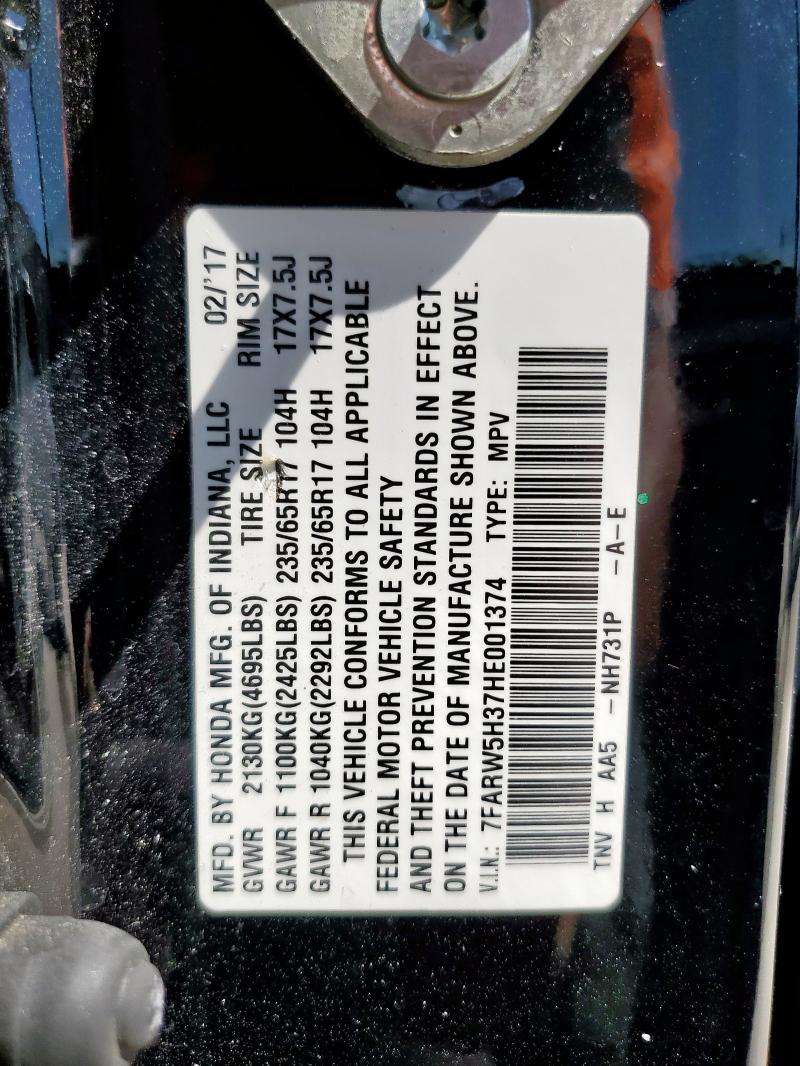 MFD. BY HONDA MFG. OF INDIANA, LLC 02/'17
GVWR 2130KG(4695LBS) TIRE SIZE RIM SIZE
GAWR F 1100KG(2425LBS) 235/65R17 104H 17X7.5J
GAWR R 1040KG(2292LBS) 235/65R17 104H 17X7.5J
THIS VEHICLE CONFORMS TO ALL APPLICABLE
FEDERAL MOTOR VEHICLE SAFETY
AND THEFT PREVENTION STANDARDS IN EFFECT
ON THE DATE OF MANUFACTURE SHOWN ABOVE.
V.I.N.: 7FARW5H37HE001374 TYPE: MPV
TNV H AA5 -NH731P -A-E